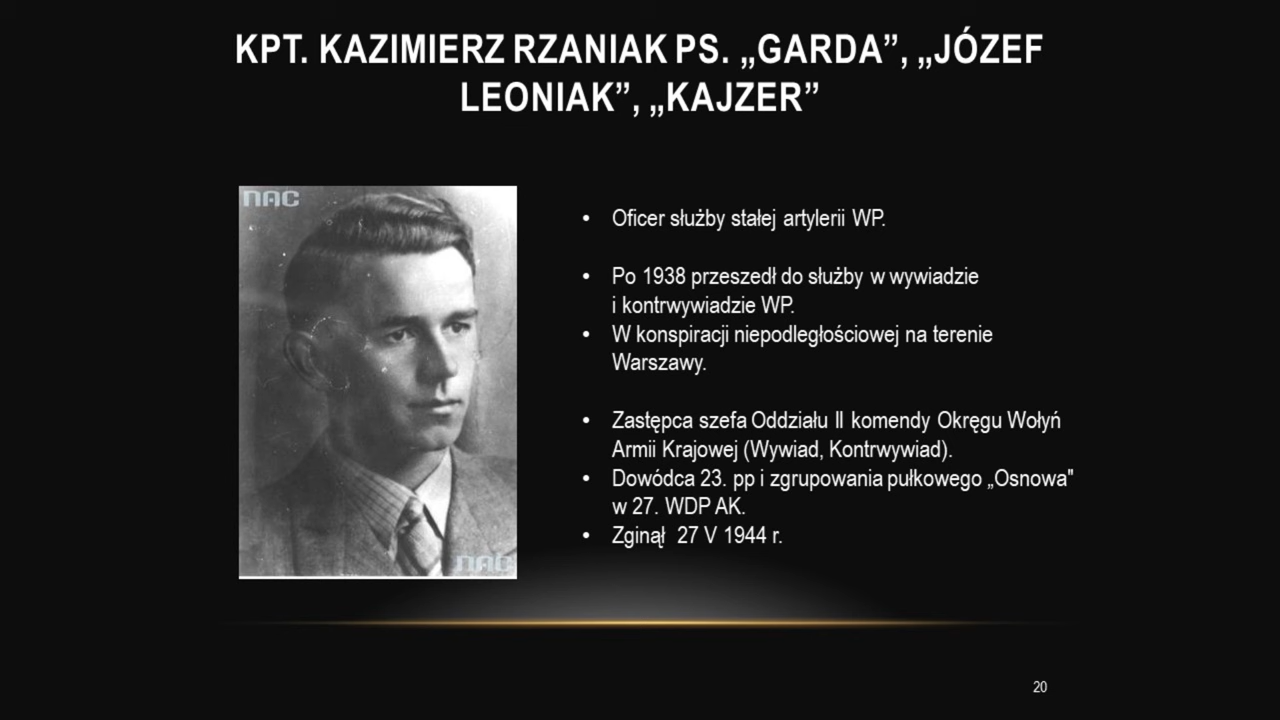 KPT. KAZIMIERZ RZANIAK PS. „GARDA”, „JÓZEF
LEONIAK”, „KAJZER”
NAC
• Oficer służby stałej artylerii WP.
• Po 1938 przeszedł do służby w wywiadzie
i kontrwywiadzie WP.
• W konspiracji niepodległościowej na terenie
Warszawy.
• Zastępca szefa Oddziału II komendy Okręgu Wołyń
Armii Krajowej (Wywiad, Kontrwywiad).
• Dowódca 23. pp i zgrupowania pułkowego „Osnowa"
w 27. WDP AK.
• Zginął 27 V 1944 r.
NAC
20